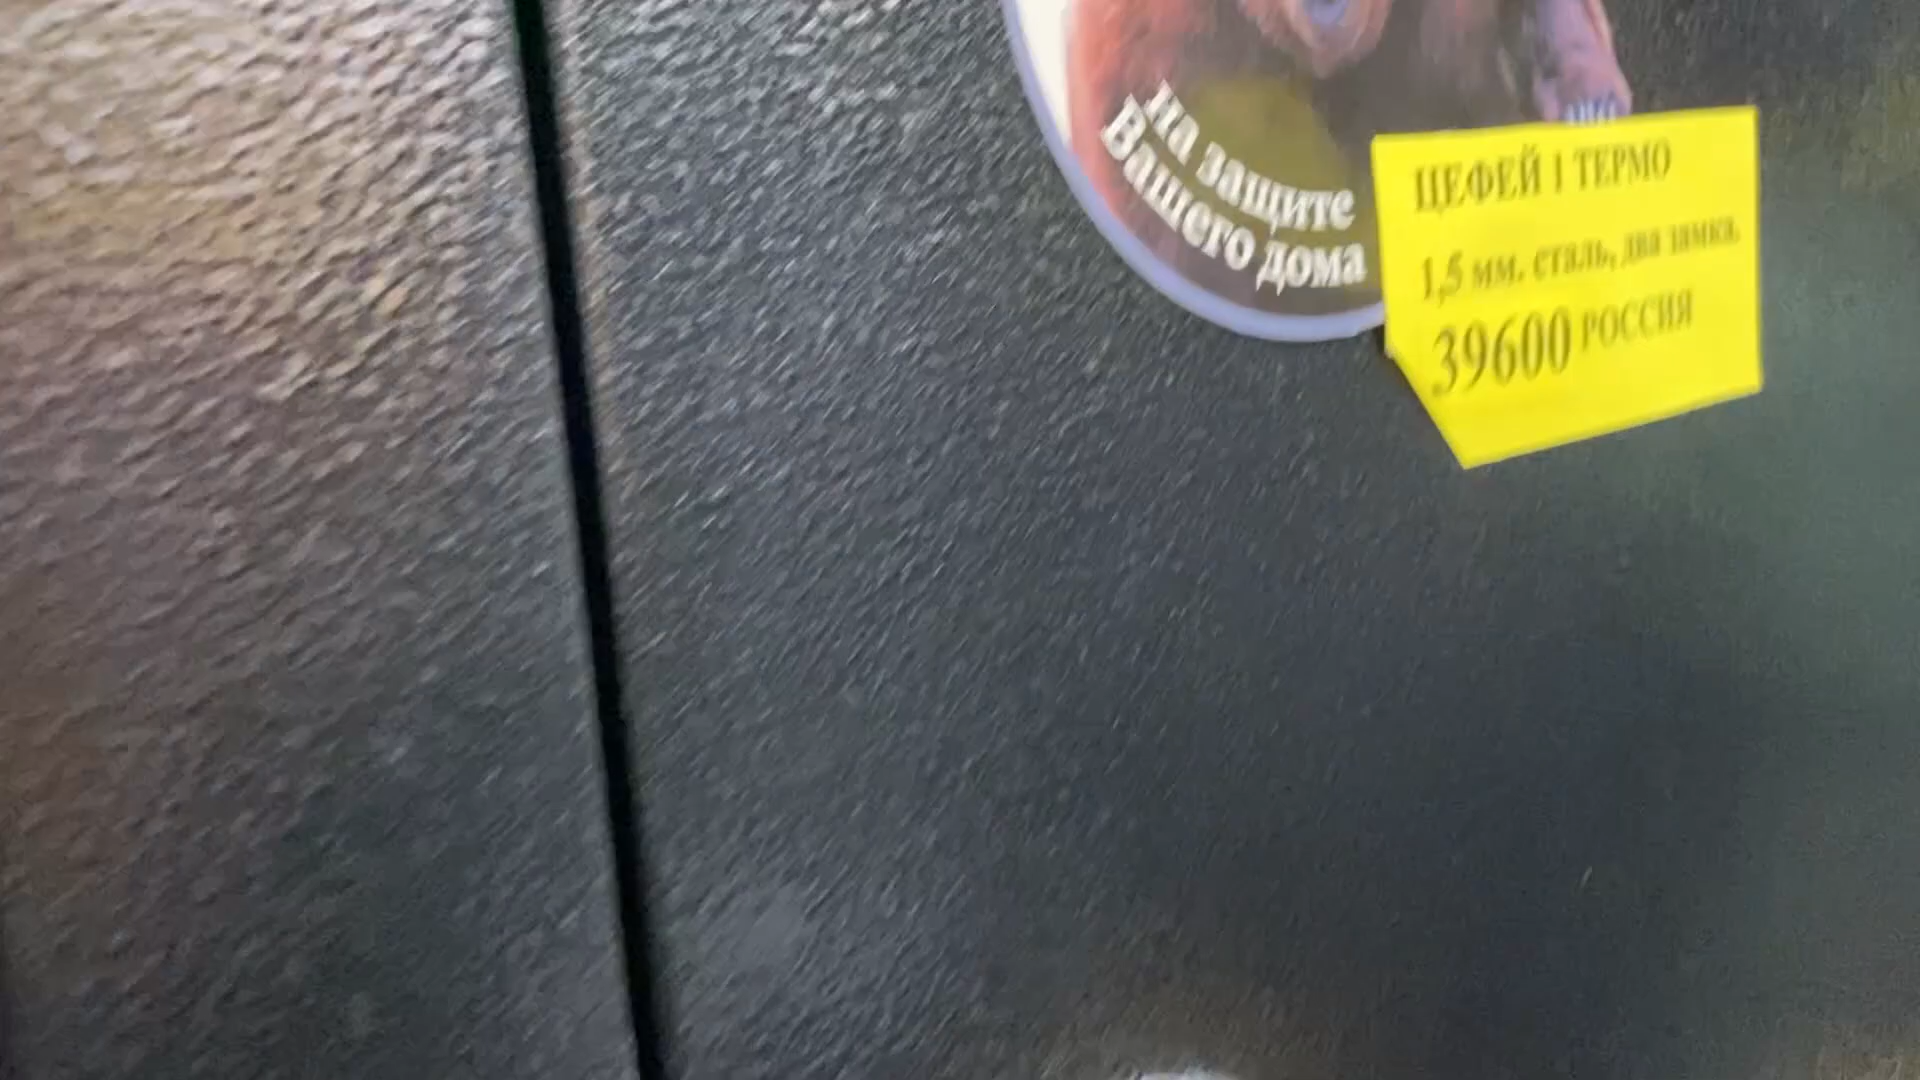 на защите
Вашего дома
ЦЕФЕЙ 1 ТЕРМО
1,5 мм. сталь, два замка,
39600 РОССИЯ